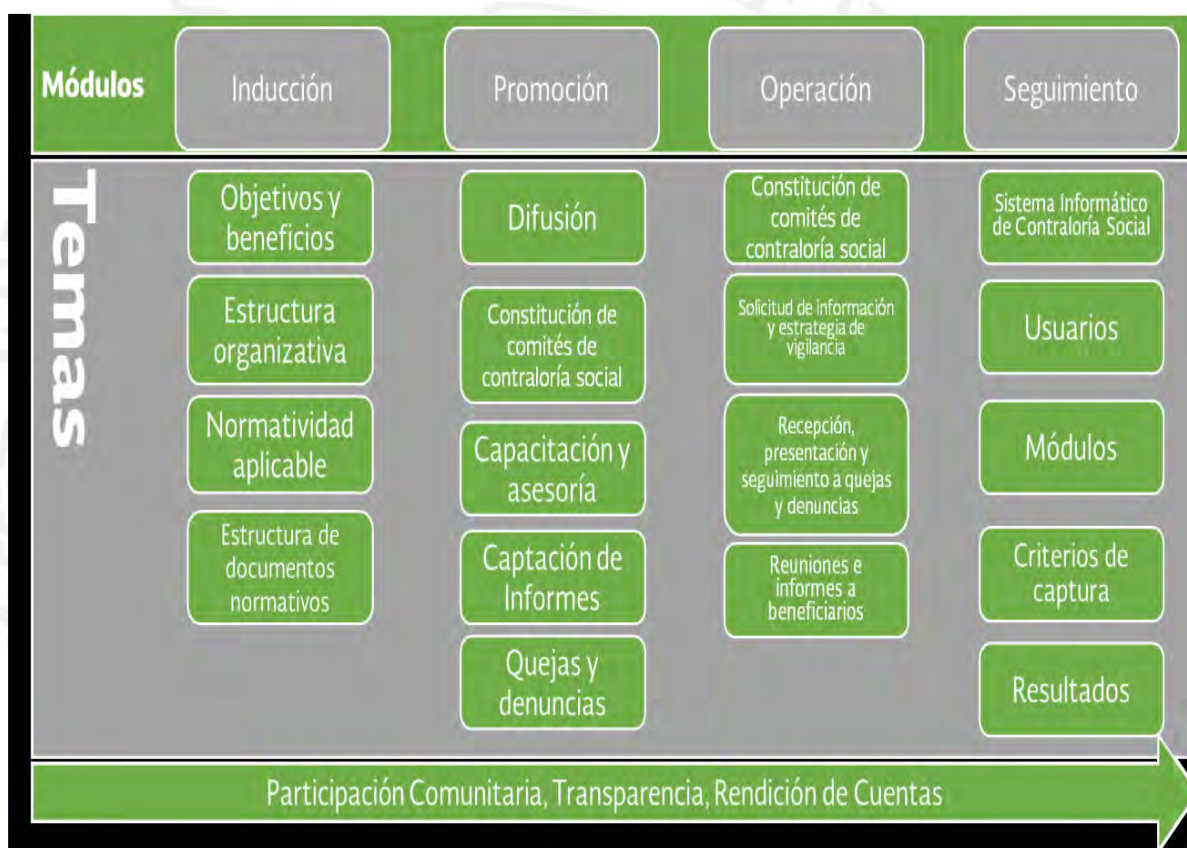 Módulos
Inducción
Promoción
Operación
Seguimiento
Temas
Objetivos y
beneficios
Estructura
organizativa
Normatividad
aplicable
Estructura de
documentos
normativos
Difusión
Constitución de
comités de
contraloría social
Capacitación y
asesoría
Captación de
Informes
Quejas y
denuncias
Constitución de
comités de
contraloría social
Solicitud de información
y estrategia de
vigilancia
Recepción,
presentación y
seguimiento a quejas
y denuncias
Reuniones e
informes a
beneficiarios
Sistema Informático
de Contraloría Social
Usuarios
Módulos
Criterios de
captura
Resultados
Participación Comunitaria, Transparencia, Rendición de Cuentas